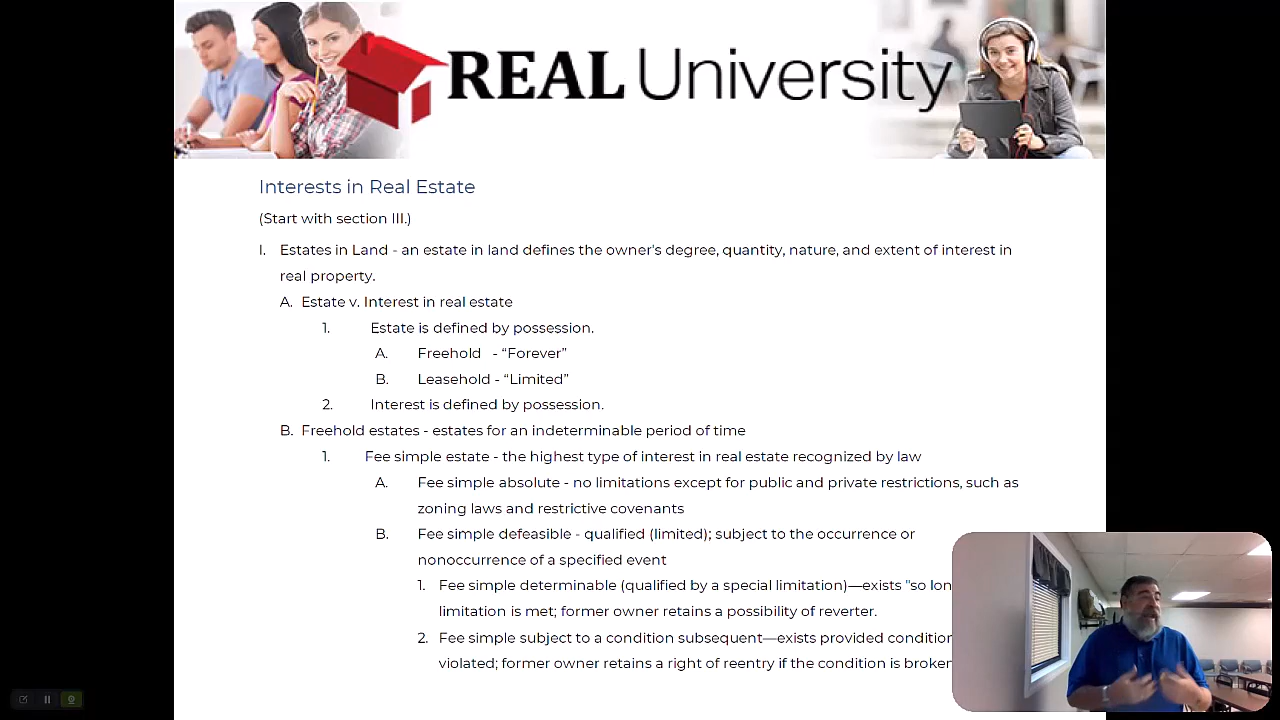 REAL University
Interests in Real Estate
(Start with section III.)
I. Estates in Land - an estate in land defines the owner's degree, quantity, nature, and extent of interest in
real property.
A. Estate v. Interest in real estate
1. Estate is defined by possession.
A. Freehold - “Forever”
B. Leasehold - “Limited”
2. Interest is defined by possession.
B. Freehold estates - estates for an indeterminable period of time
1. Fee simple estate - the highest type of interest in real estate recognized by law
A. Fee simple absolute - no limitations except for public and private restrictions, such as
zoning laws and restrictive covenants
B. Fee simple defeasible - qualified (limited); subject to the occurrence or
nonoccurrence of a specified event
1. Fee simple determinable (qualified by a special limitation)—exists "so
limitation is met; former owner retains a possibility of reverter.
2. Fee simple subject to a condition subsequent—exists provided
violated; former owner retains a right of reentry if the condition is